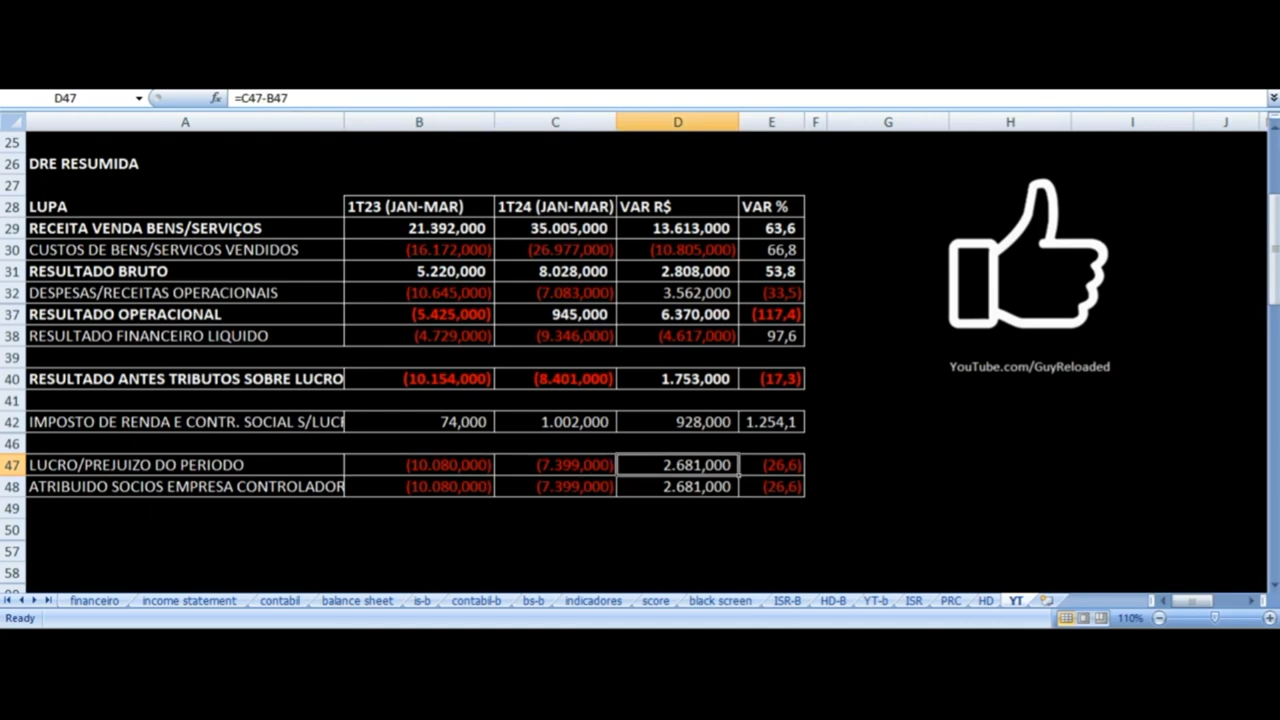 D47 fx =C47-B47
A B C D E F G H I J
25
26 DRE RESUMIDA
27
28 LUPA 1T23 (JAN-MAR) 1T24 (JAN-MAR) VAR R$ VAR %
29 RECEITA VENDA BENS/SERVIÇOS 21.392,000 35.005,000 13.613,000 63,6
30 CUSTOS DE BENS/SERVICOS VENDIDOS (16.172,000) (26.977,000) (10.805,000) 66,8
31 RESULTADO BRUTO 5.220,000 8.028,000 2.808,000 53,8
32 DESPESAS/RECEITAS OPERACIONAIS (10.645,000) (7.083,000) 3.562,000 (33,5)
37 RESULTADO OPERACIONAL (5.425,000) 945,000 6.370,000 (117,4)
38 RESULTADO FINANCEIRO LIQUIDO (4.729,000) (9.346,000) (4.617,000) 97,6
YouTube.com/GuyReloaded
39
40 RESULTADO ANTES TRIBUTOS SOBRE LUCRO (10.154,000) (8.401,000) 1.753,000 (17,3)
41
42 IMPOSTO DE RENDA E CONTR. SOCIAL S/LUCR 74,000 1.002,000 928,000 1.254,1
46
47 LUCRO/PREJUIZO DO PERIODO (10.080,000) (7.399,000) 2.681,000 (26,6)
48 ATRIBUIDO SOCIOS EMPRESA CONTROLADOR (10.080,000) (7.399,000) 2.681,000 (26,6)
49
50
57
58
financeiro income statement contabil balance sheet is-b contabil-b bs-b indicadores score black screen ISR-B HD-B YT-b ISR PRC HD YT
Ready 110%